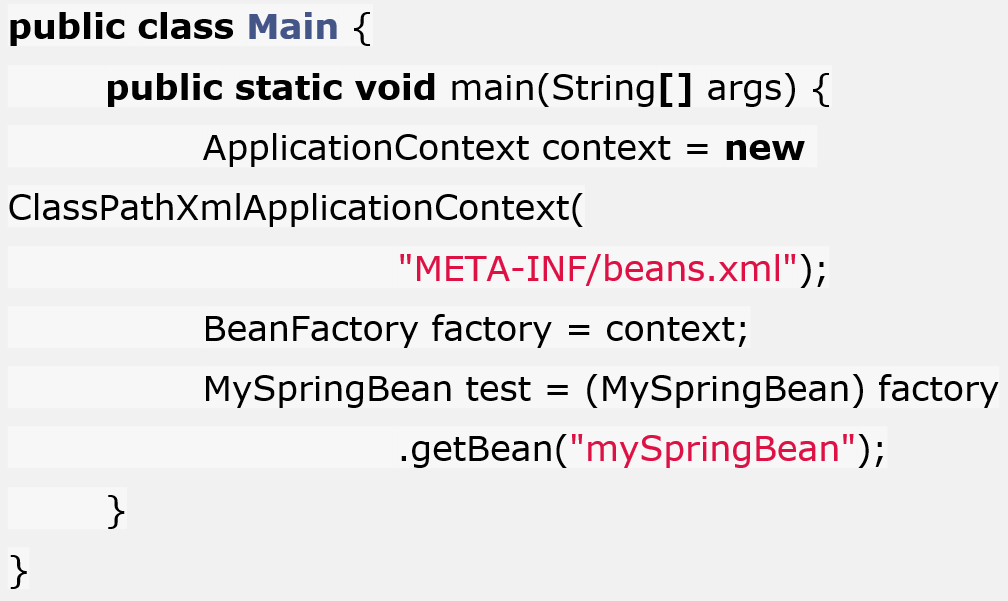 public class Main {
public static void main(String[] args) {
ApplicationContext context = new
ClassPathXmlApplicationContext(
"META-INF/beans.xml");
BeanFactory factory = context;
MySpringBean test = (MySpringBean) factory
.getBean("mySpringBean");
}
}